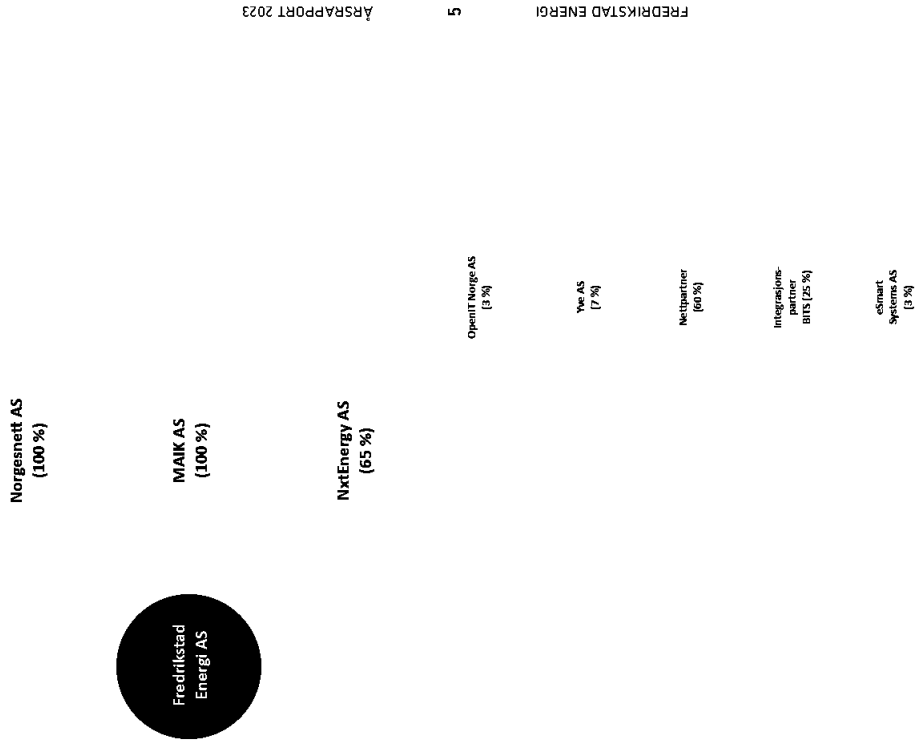 FREDRIKSTAD ENERGI
5
ÅRSRAPPORT 2023
Fredrikstad
Energi AS
Norgesnett AS
(100 %)
MAIK AS
(100 %)
NxtEnergy AS
(65 %)
OpenIT Norge AS
(3 %)
Yve AS
(7 %)
Nettpartner
(60 %)
Integrasjons-
partner
BITS (25 %)
eSmart
Systems AS
(3 %)